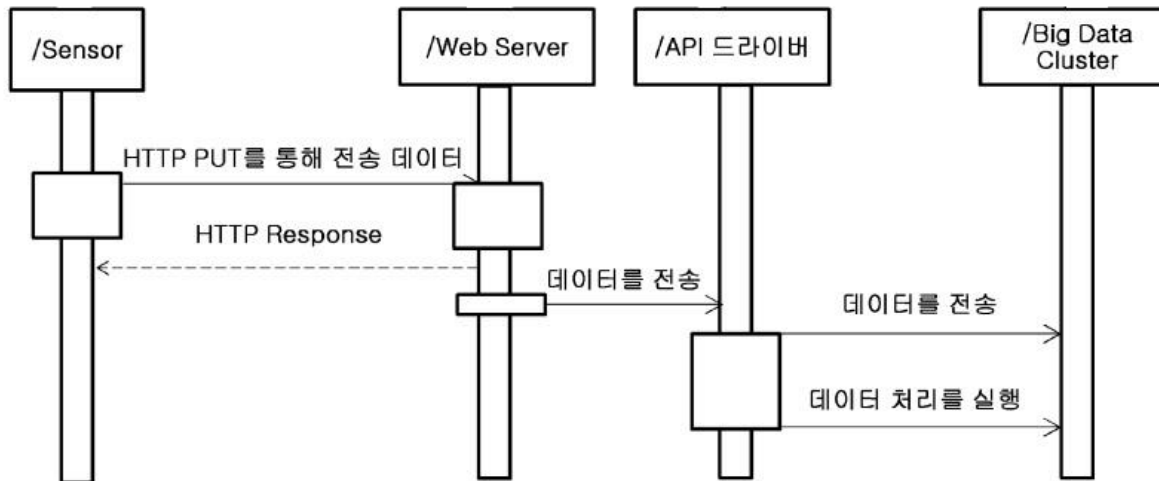 /Sensor
/Web Server
/API 드라이버
/Big Data
Cluster
HTTP PUT를 통해 전송 데이터
HTTP Response
데이터를 전송
데이터를 전송
데이터 처리를 실행